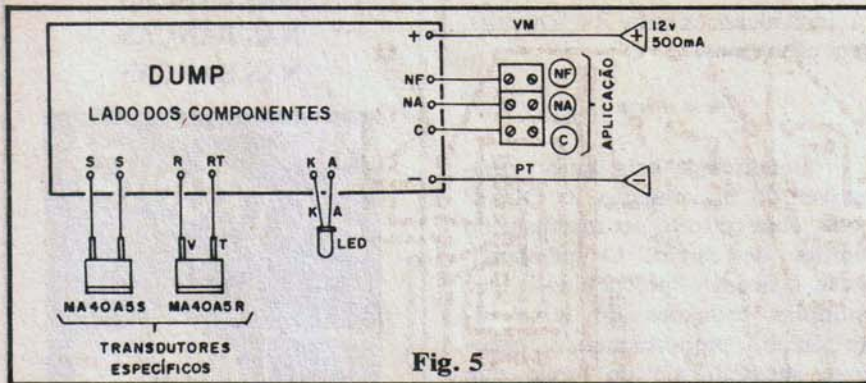 DUMP
LADO DOS COMPONENTES
+
VM
+
12v
500mA
NF
NF
NA
NA
C
C
APLICAÇÃO
-
PT
-
S S R RT K A
K A
V T
LED
MA40A5S MA40A5R
TRANSDUTORES
ESPECÍFICOS
Fig. 5